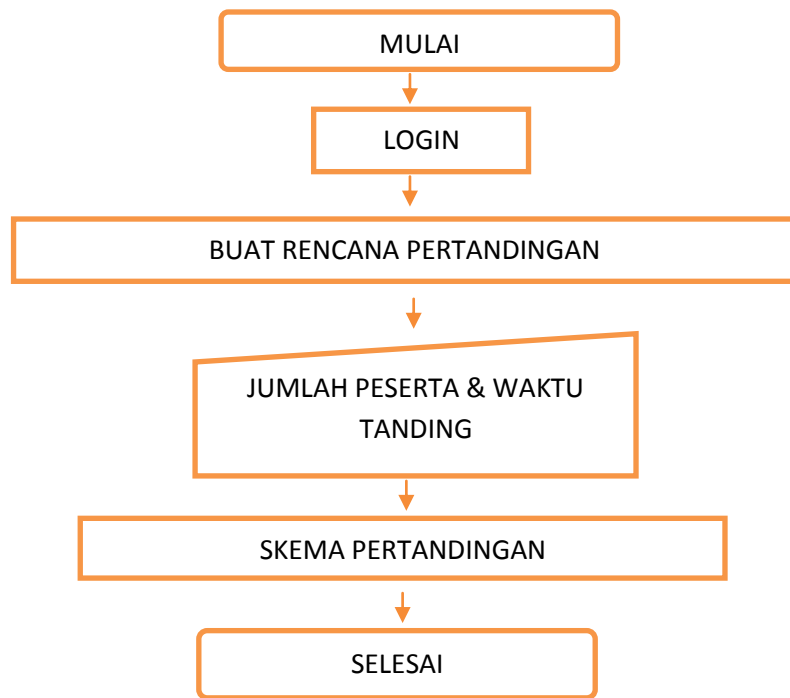 MULAI
LOGIN
BUAT RENCANA PERTANDINGAN
JUMLAH PESERTA & WAKTU
TANDING
SKEMA PERTANDINGAN
SELESAI